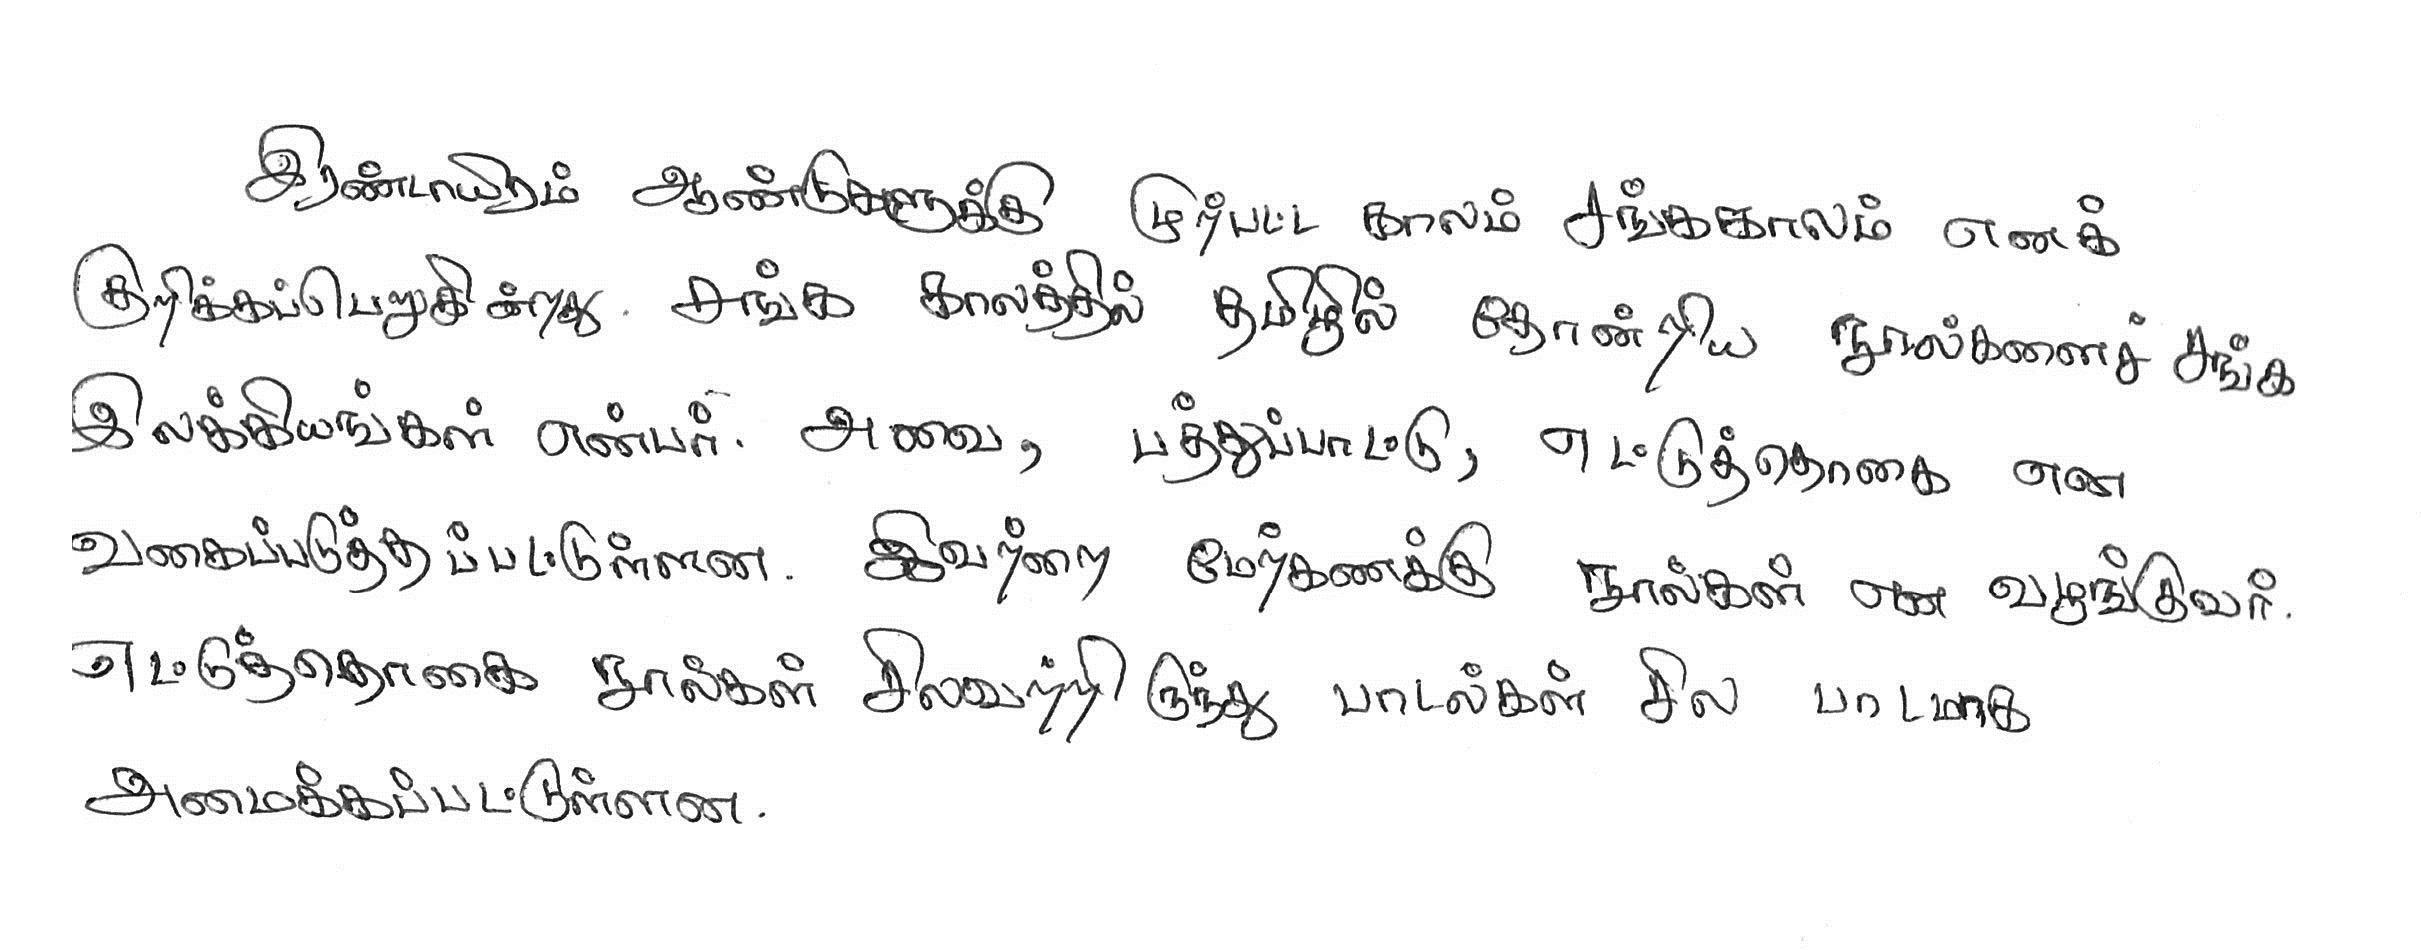 இரண்டாயிரம் ஆண்டுகளுக்கு முற்பட்ட காலம் சங்ககாலம் எனக்
குறிக்கப்பெறுகின்றது. சங்க காலத்தில் தமிழில் தோன்றிய நூல்களைச் சங்க
இலக்கியங்கள் என்பர். அவை, பத்துப்பாட்டு, எட்டுத்தொகை என
வகைப்படுத்தப்பட்டுள்ளன. இவற்றை மேற்கணக்கு நூல்கள் என வழங்குவர்.
எட்டுத்தொகை நூல்கள் சிலவற்றிருந்து பாடல்கள் சில பாடமாக
அமைக்கப்பட்டுள்ளன.